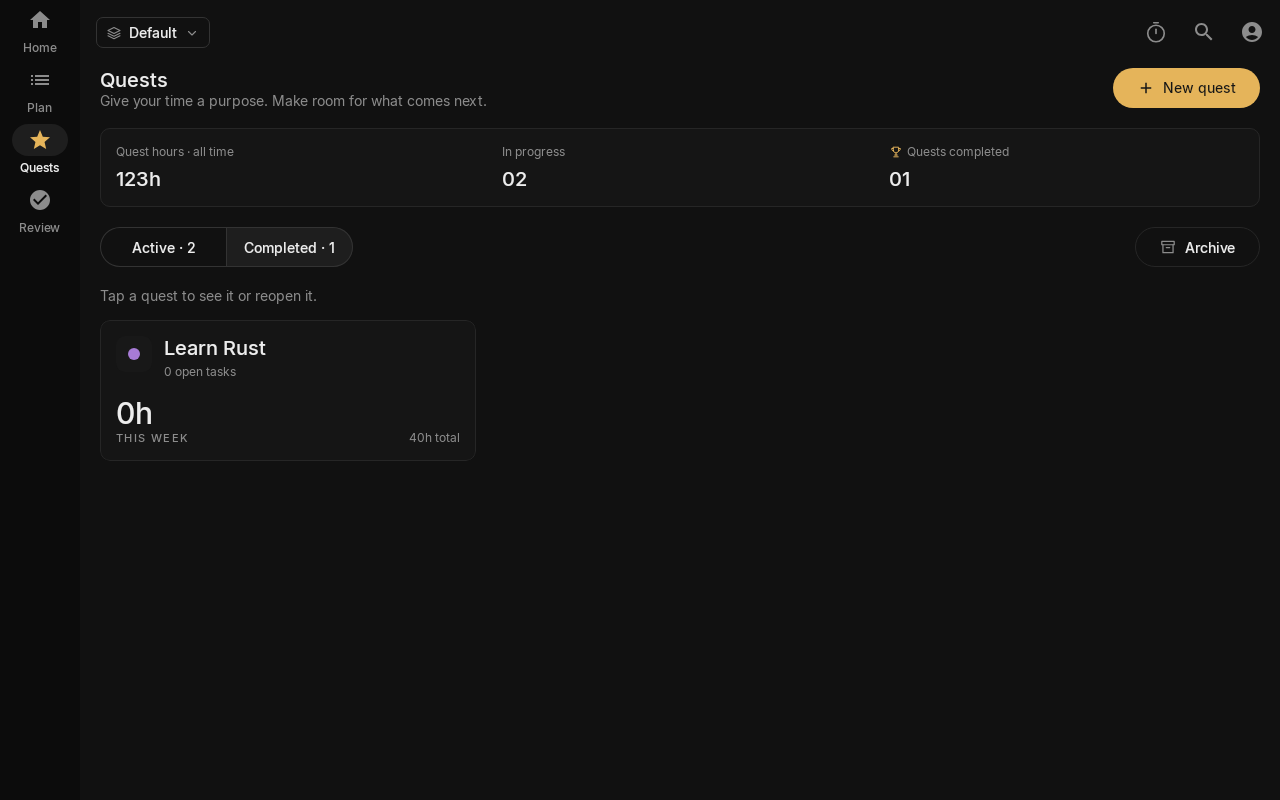 Home
Plan
Quests
Review
Default
Quests
Give your time a purpose. Make room for what comes next.
New quest
Quest hours · all time
123h
In progress
02
Quests completed
01
Active · 2
Completed · 1
Archive
Tap a quest to see it or reopen it.
Learn Rust
0 open tasks
0h
THIS WEEK
40h total